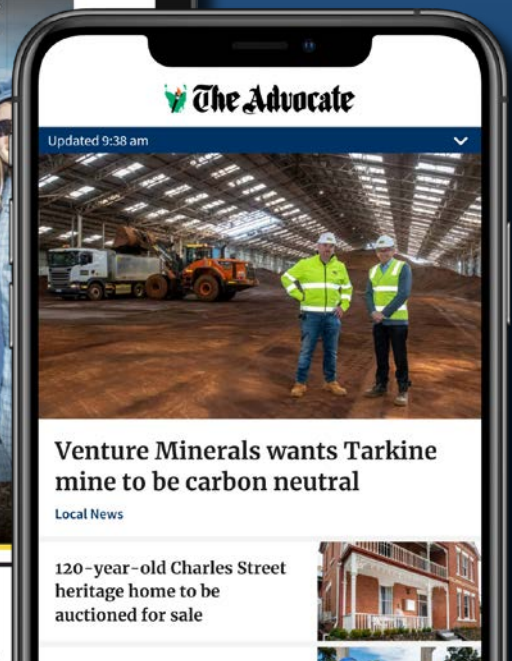 The Advocate
Updated 9:38 am
Venture Minerals wants Tarkine
mine to be carbon neutral
Local News
120-year-old Charles Street
heritage home to be
auctioned for sale